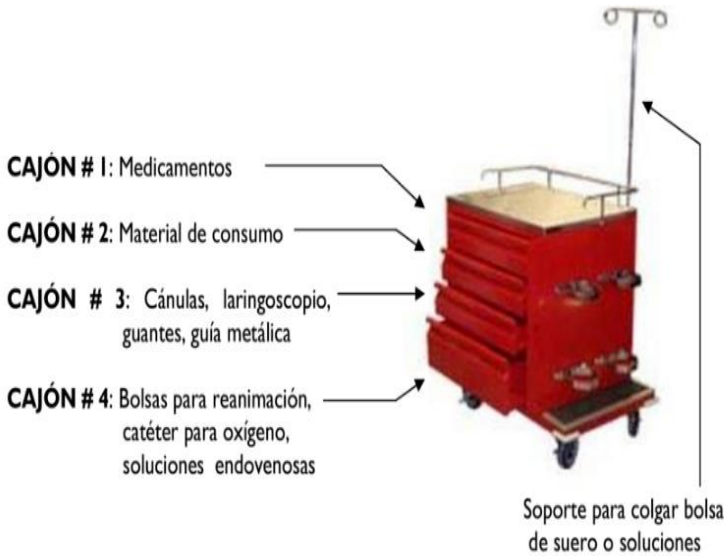 CAJÓN # 1: Medicamentos
CAJÓN # 2: Material de consumo
CAJÓN # 3: Cánulas, laringoscopio,
guantes, guía metálica
CAJÓN # 4: Bolsas para reanimación,
catéter para oxígeno,
soluciones endovenosas
Soporte para colgar bolsa
de suero o soluciones